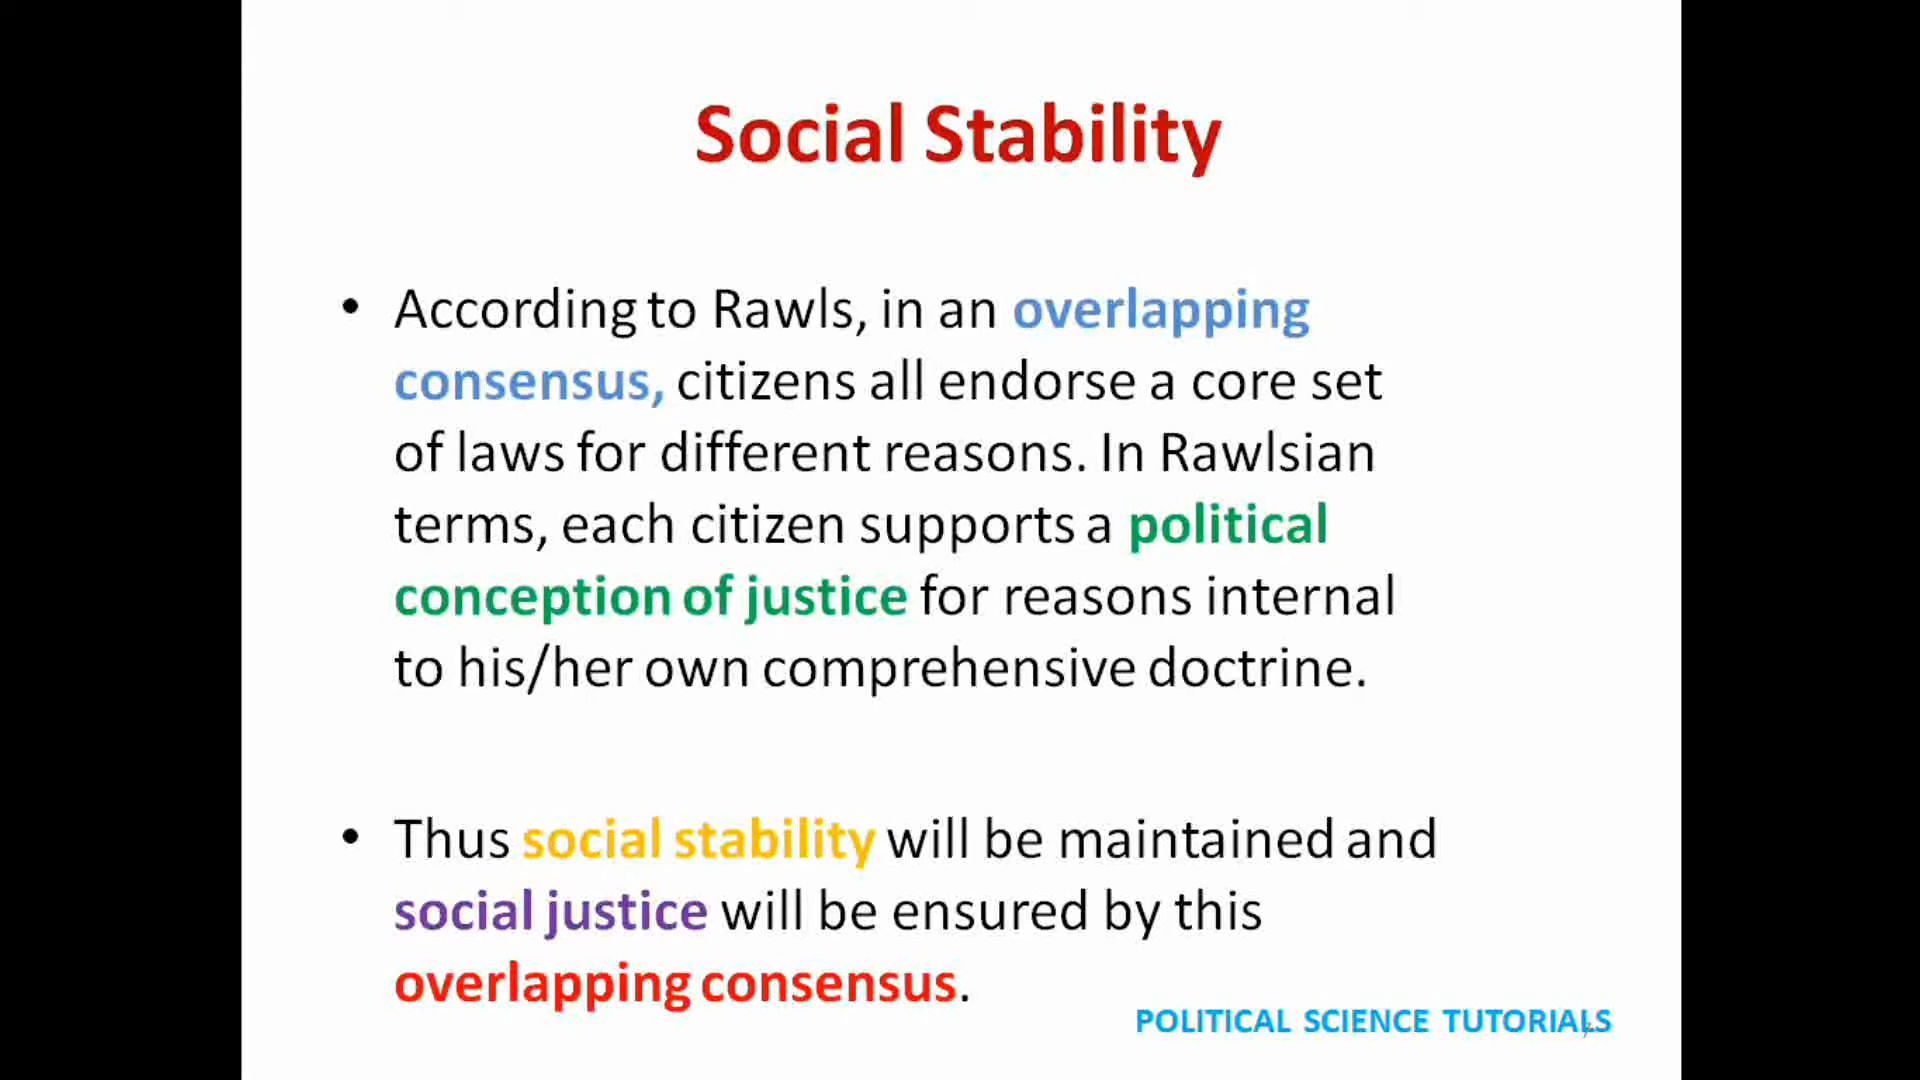 Social Stability
• According to Rawls, in an overlapping
consensus, citizens all endorse a core set
of laws for different reasons. In Rawlsian
terms, each citizen supports a political
conception of justice for reasons internal
to his/her own comprehensive doctrine.
• Thus social stability will be maintained and
social justice will be ensured by this
overlapping consensus.
POLITICAL SCIENCE TUTORIALS